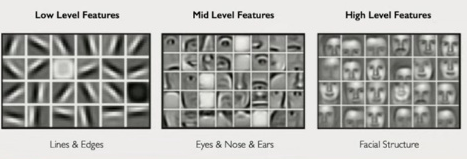 Low Level Features
Mid Level Features
High Level Features
Lines & Edges
Eyes & Nose & Ears
Facial Structure